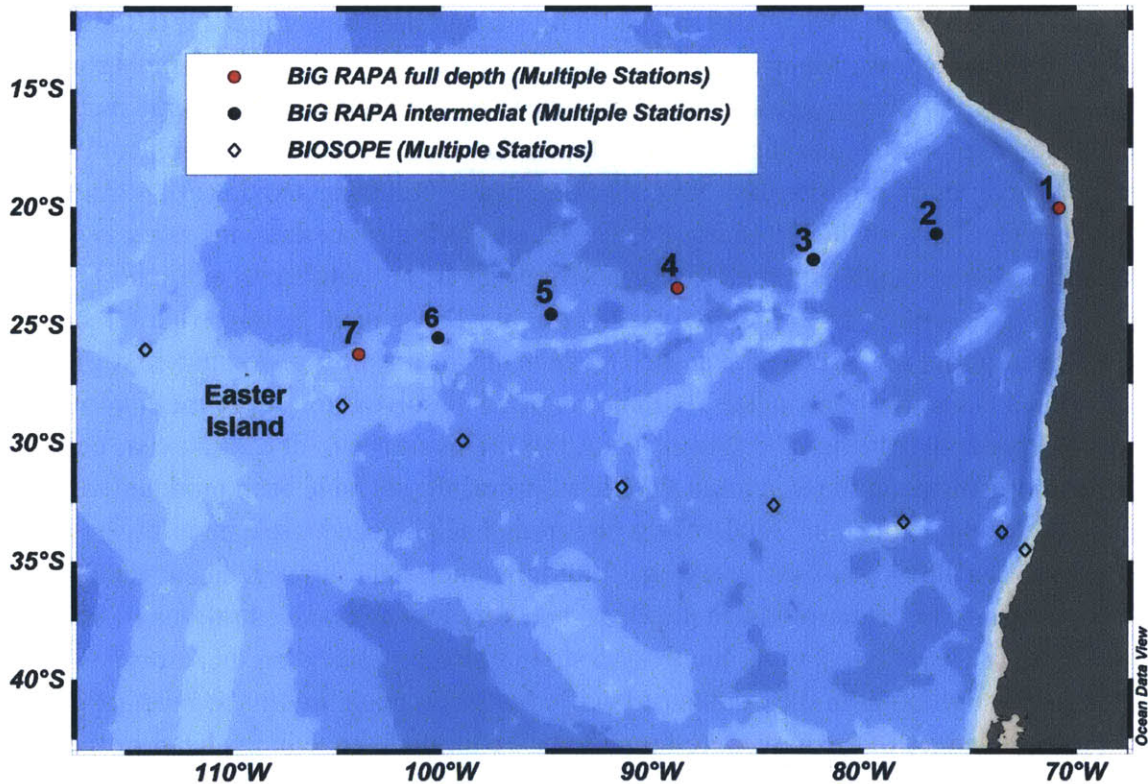 BiG RAPA full depth (Multiple Stations)
BiG RAPA intermediat (Multiple Stations)
BIOSOPE (Multiple Stations)
15°S
20°S
25°S
30°S
35°S
40°S
1
2
3
4
5
6
7
Easter
Island
110°W
100°W
90°W
80°W
70°W
Ocean Data View